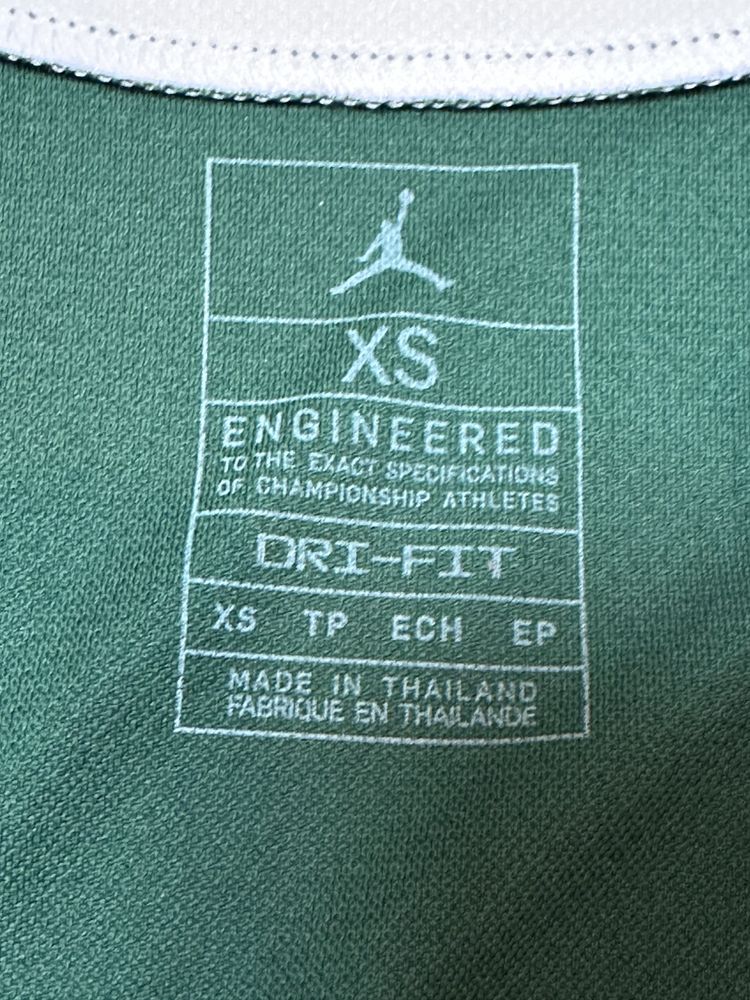 XS
ENGINEERED
TO THE EXACT SPECIFICATIONS
OF CHAMPIONSHIP ATHLETES
DRI-FIT
XS TP ECH EP
MADE IN THAILAND
FABRIQUE EN THAILANDE